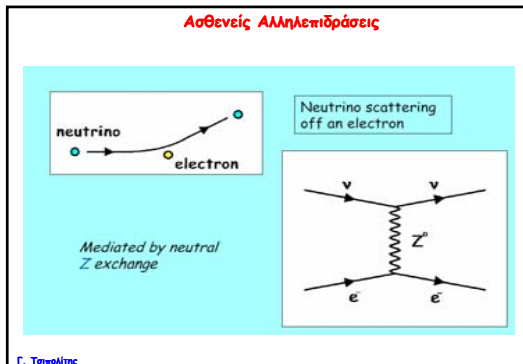 Ασθενείς Αλληλεπιδράσεις
neutrino
electron
Neutrino scattering
off an electron
Mediated by neutral
Z exchange
ν ν
Z⁰
e⁻ e⁻
Γ. Τσιπολίτης